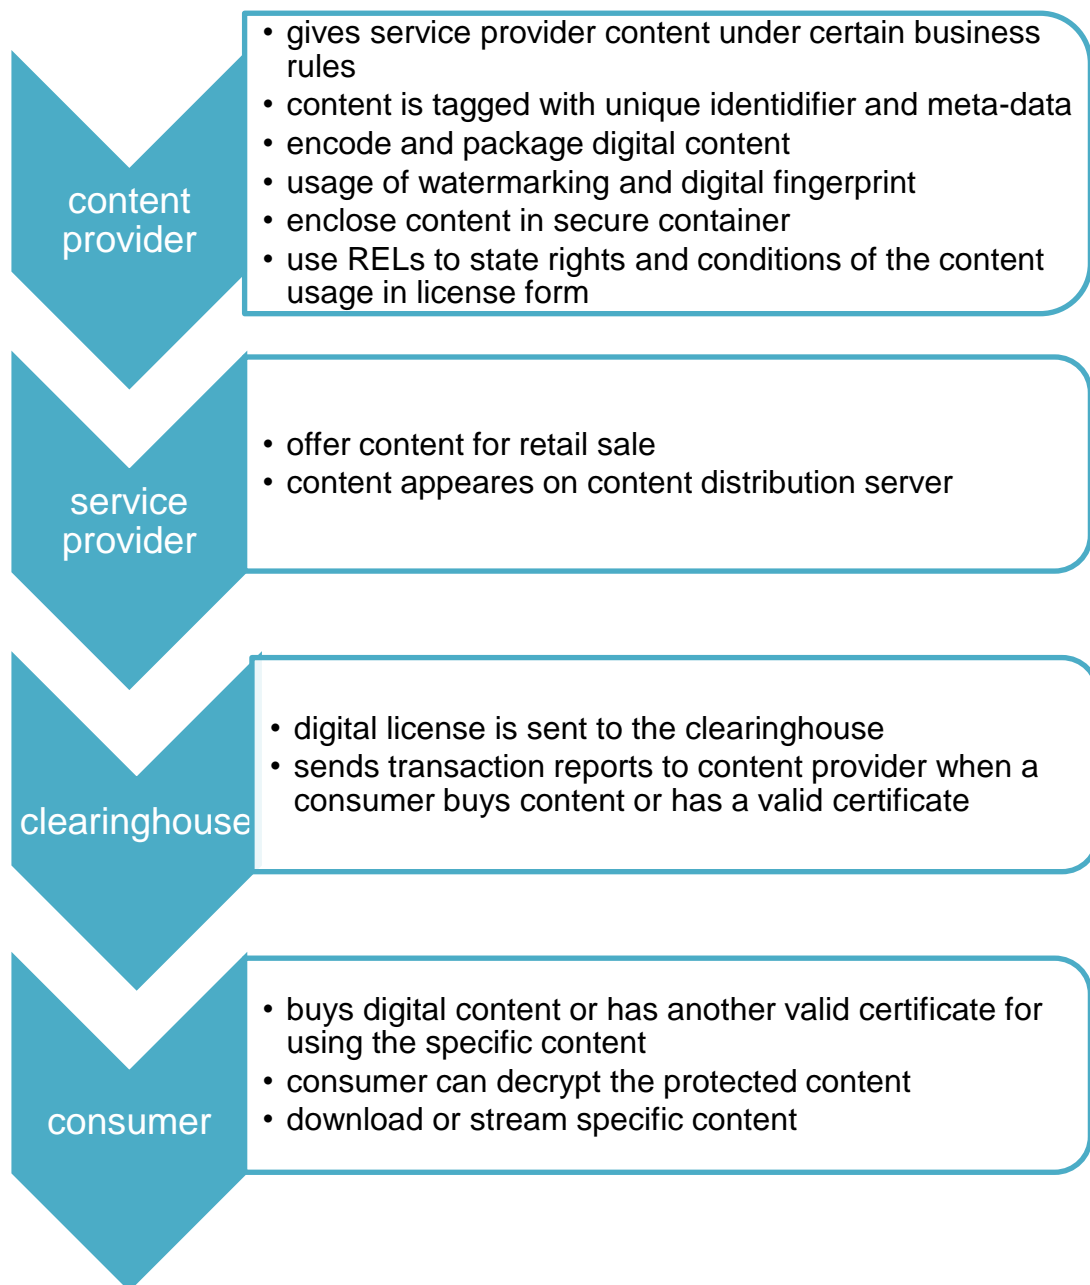 content
provider
• gives service provider content under certain business
rules
• content is tagged with unique identidifier and meta-data
• encode and package digital content
• usage of watermarking and digital fingerprint
• enclose content in secure container
• use RELs to state rights and conditions of the content
usage in license form
service
provider
• offer content for retail sale
• content appeares on content distribution server
clearinghouse
• digital license is sent to the clearinghouse
• sends transaction reports to content provider when a
consumer buys content or has a valid certificate
consumer
• buys digital content or has another valid certificate for
using the specific content
• consumer can decrypt the protected content
• download or stream specific content